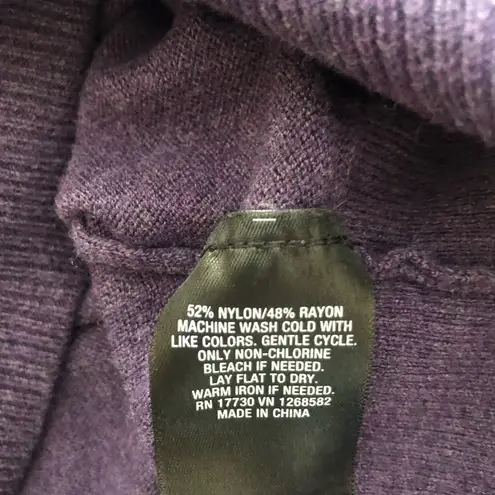 52% NYLON/48% RAYON
MACHINE WASH COLD WITH
LIKE COLORS. GENTLE CYCLE.
ONLY NON-CHLORINE
BLEACH IF NEEDED.
LAY FLAT TO DRY.
WARM IRON IF NEEDED.
RN 17730 VN 1268582
MADE IN CHINA